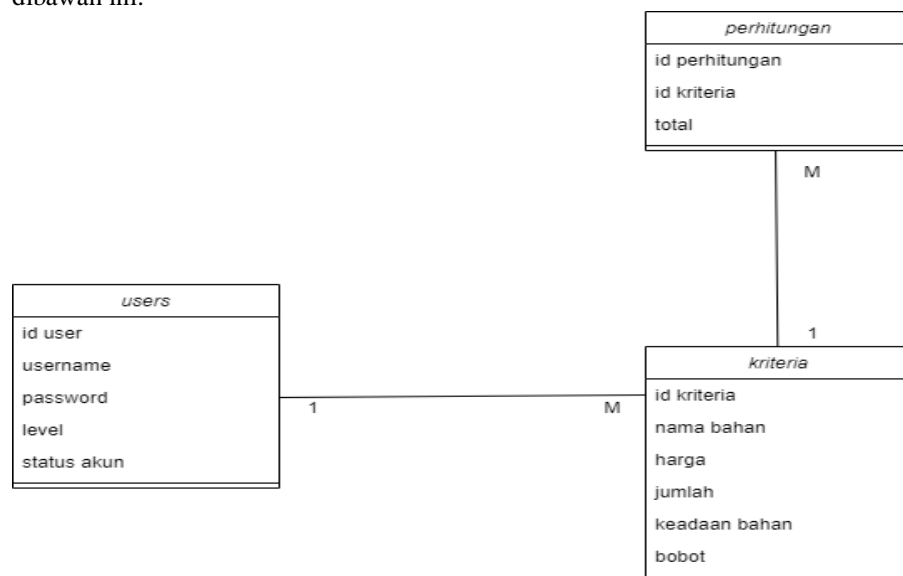 dibawah ini:
perhitungan
id perhitungan
id kriteria
total
M
1
users
id user
username
password
level
status akun
1
M
kriteria
id kriteria
nama bahan
harga
jumlah
keadaan bahan
bobot